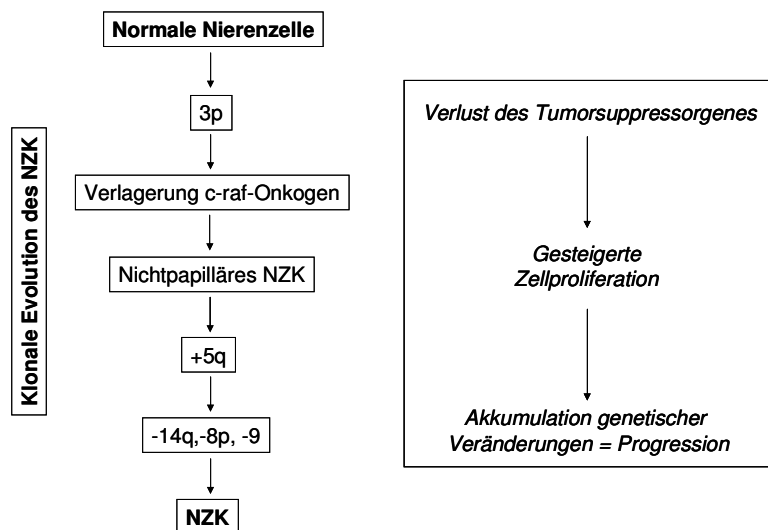 Normale Nierenzelle
3p
Verlagerung c-raf-Onkogen
Nichtpapilläres NZK
+5q
-14q,-8p, -9
NZK
Klonale Evolution des NZK
Verlust des Tumorsuppressorgenes
Gesteigerte
Zellproliferation
Akkumulation genetischer
Veränderungen = Progression